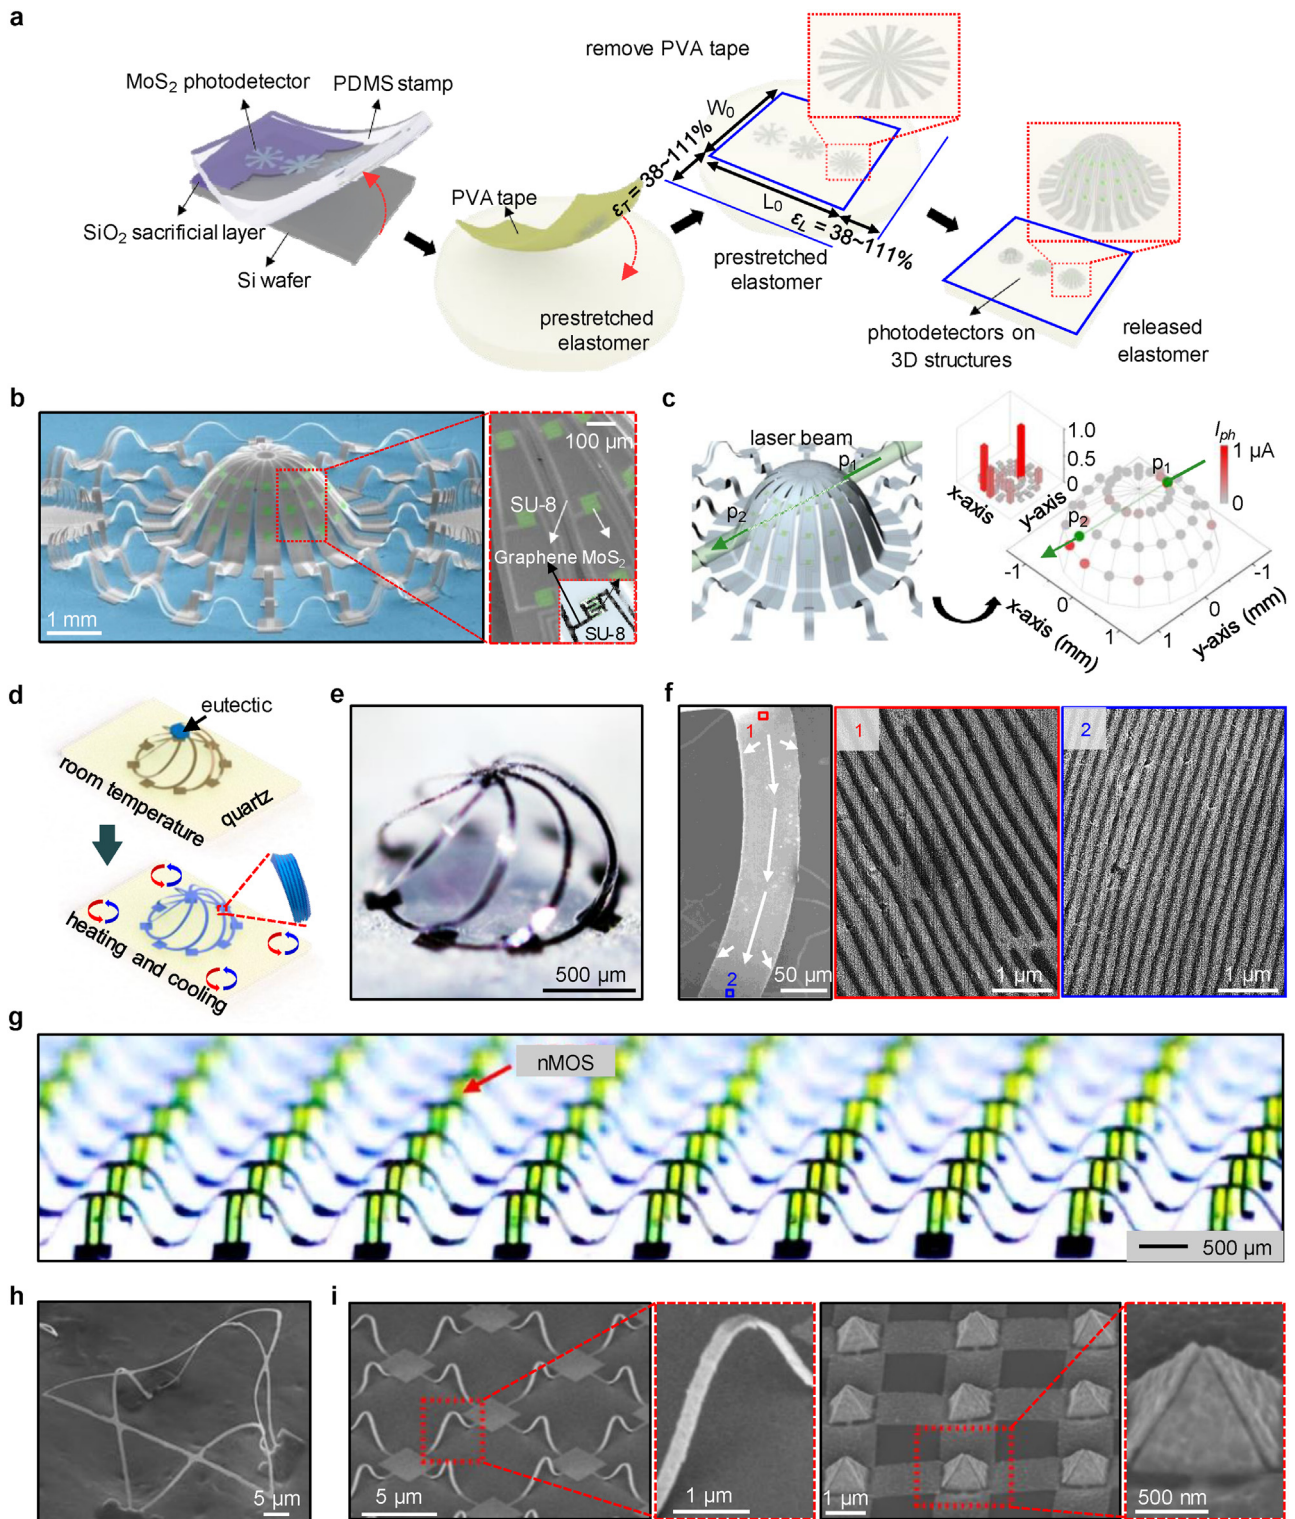 a
remove PVA tape
MoS₂ photodetector
PDMS stamp
W₀
PVA tape
εT = 38~111%
L₀
εL = 38~111%
SiO₂ sacrificial layer
Si wafer
prestretched
elastomer
prestretched
elastomer
photodetectors on
3D structures
released
elastomer
b
100 µm
SU-8
Graphene
MoS₂
SU-8
1 mm
c
laser beam
p₁
p₂
1.0
0.5
0
x-axis
y-axis
Iph
1 µA
0
p₁
p₂
-1
0
1
x-axis (mm)
-1
0
1
y-axis (mm)
d
eutectic
room temperature
quartz
heating and cooling
e
500 µm
f
1
2
50 µm
1
1 µm
2
1 µm
g
nMOS
500 µm
h
5 µm
i
5 µm
1 µm
1 µm
500 nm